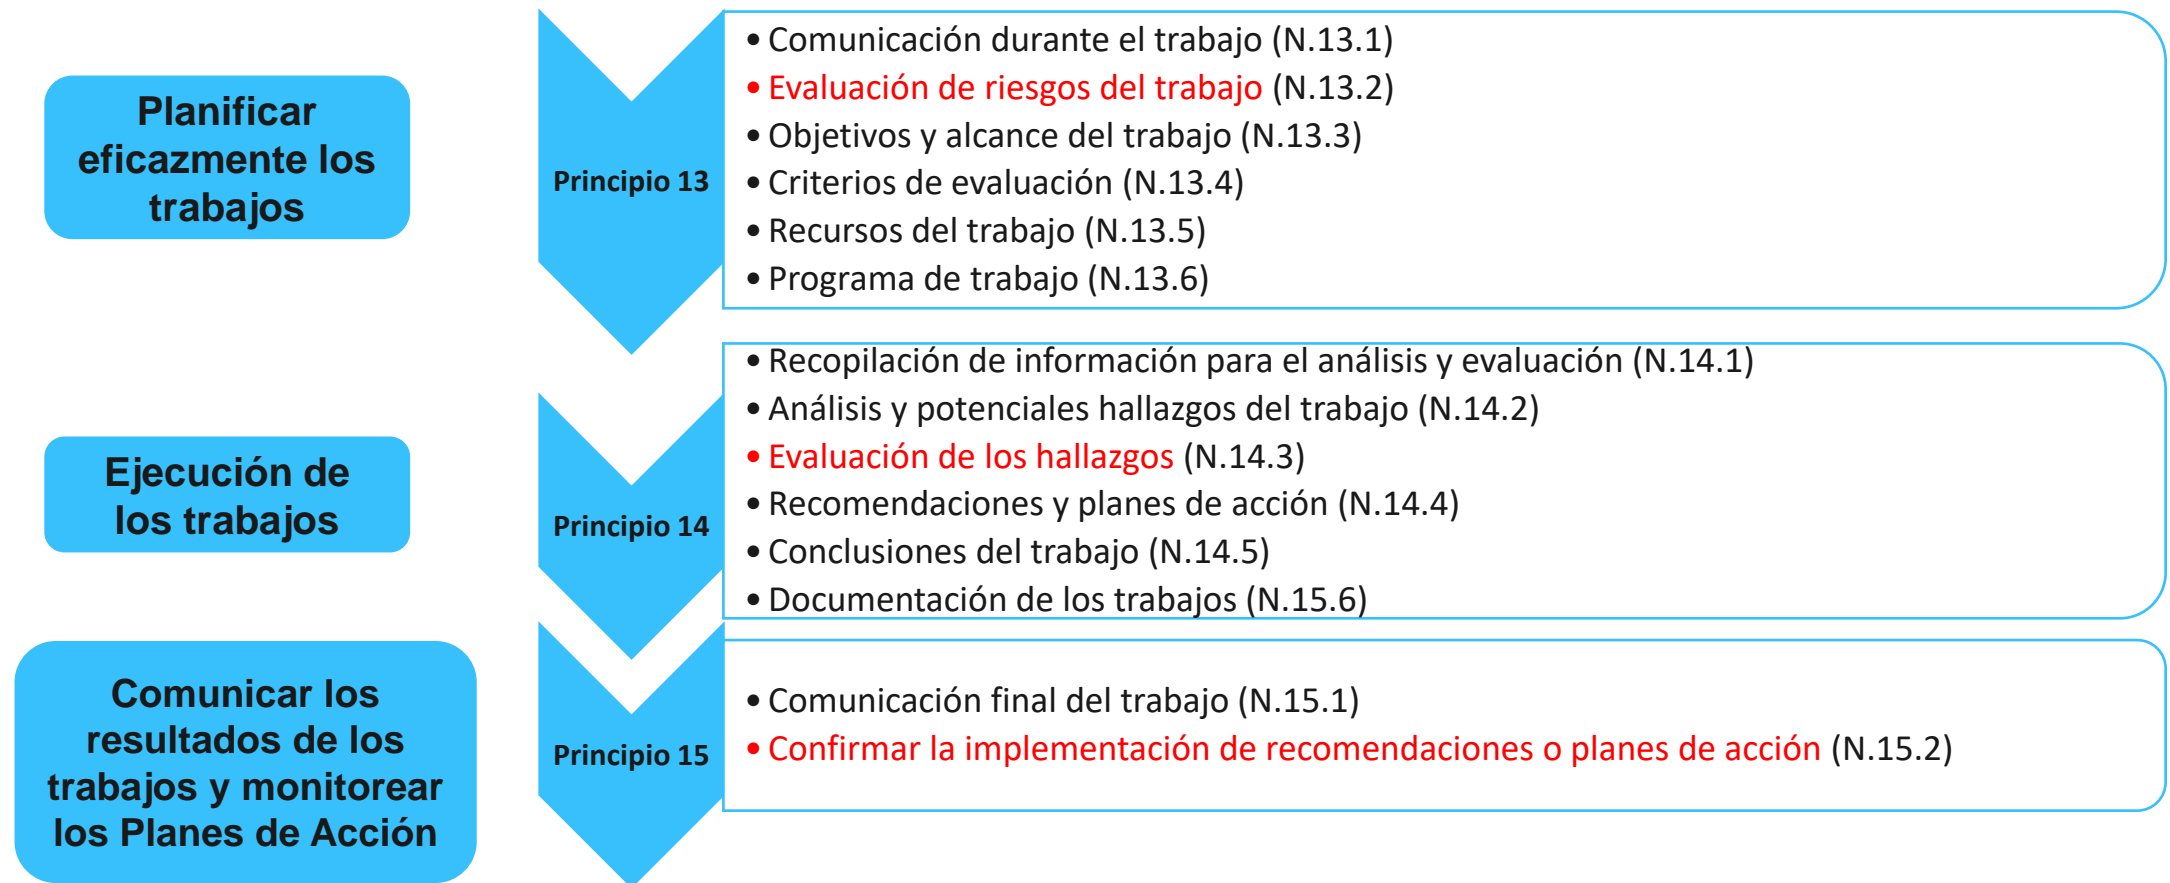 Planificar
eficazmente los
trabajos
Principio 13
• Comunicación durante el trabajo (N.13.1)
• Evaluación de riesgos del trabajo (N.13.2)
• Objetivos y alcance del trabajo (N.13.3)
• Criterios de evaluación (N.13.4)
• Recursos del trabajo (N.13.5)
• Programa de trabajo (N.13.6)
Ejecución de
los trabajos
Principio 14
• Recopilación de información para el análisis y evaluación (N.14.1)
• Análisis y potenciales hallazgos del trabajo (N.14.2)
• Evaluación de los hallazgos (N.14.3)
• Recomendaciones y planes de acción (N.14.4)
• Conclusiones del trabajo (N.14.5)
• Documentación de los trabajos (N.15.6)
Comunicar los
resultados de los
trabajos y monitorear
los Planes de Acción
Principio 15
• Comunicación final del trabajo (N.15.1)
• Confirmar la implementación de recomendaciones o planes de acción (N.15.2)